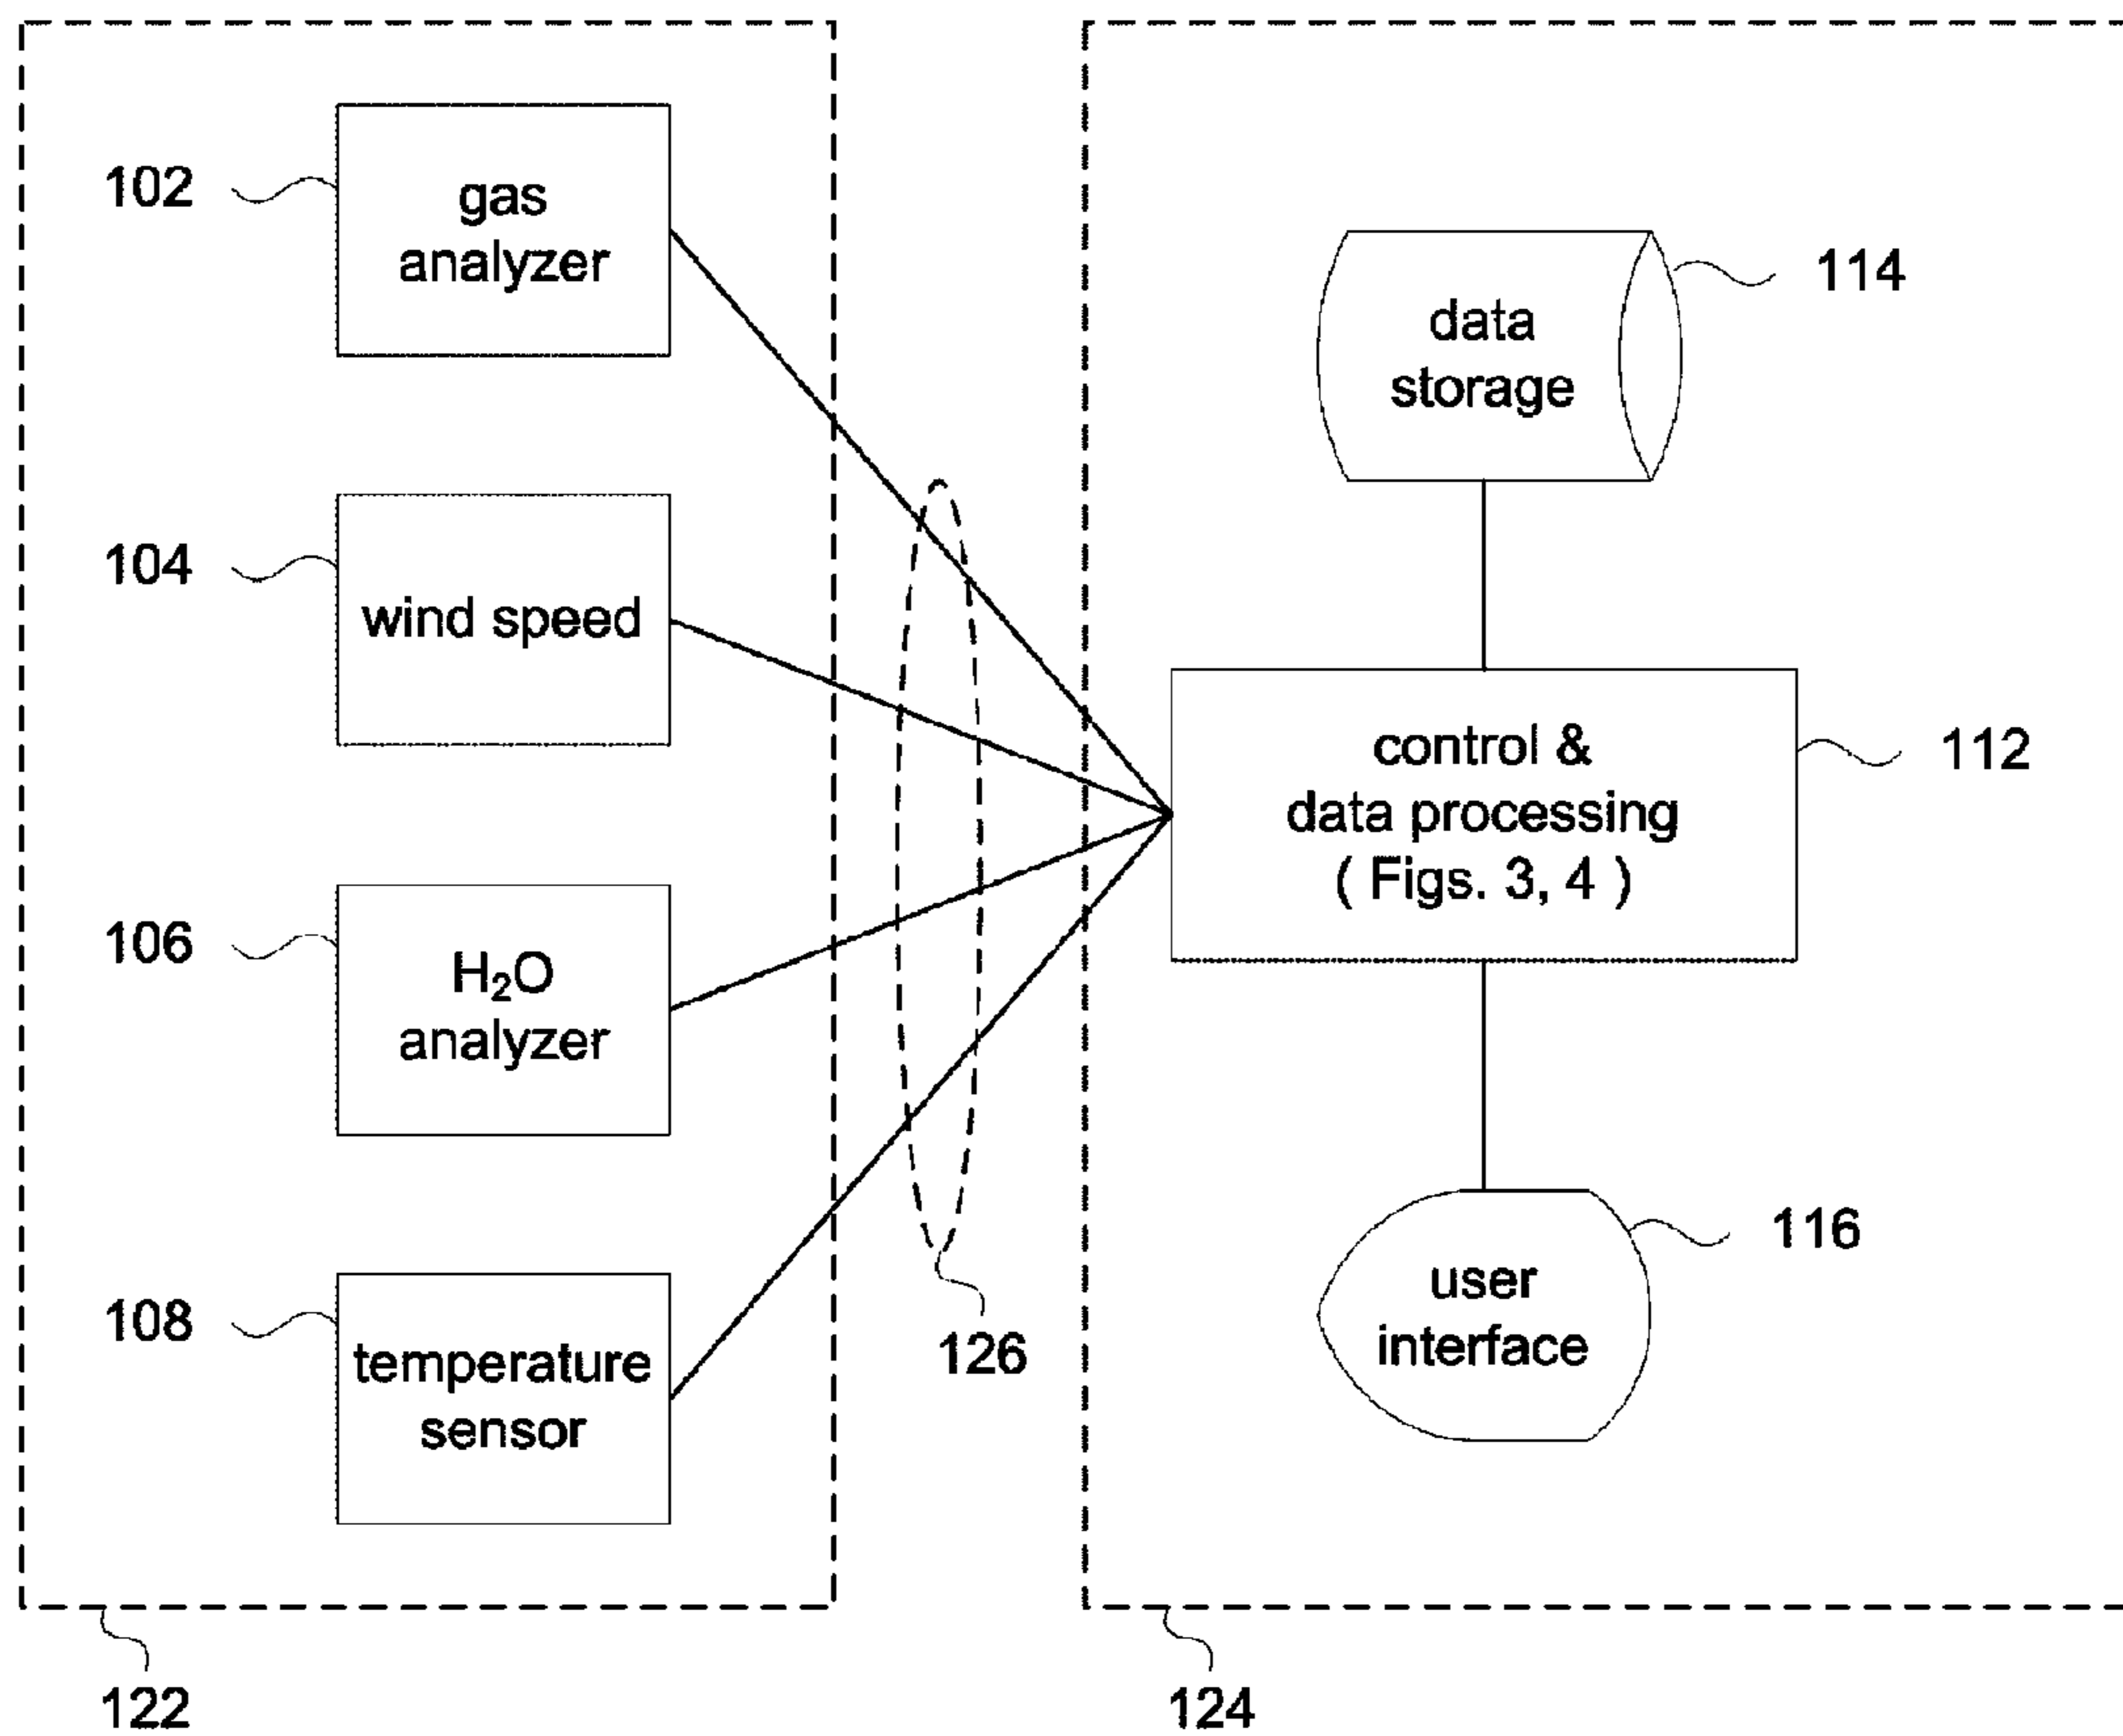 102
gas
analyzer
104
wind speed
106
H₂O
analyzer
108
temperature
sensor
122
126
114
data
storage
112
control &
data processing
( Figs. 3, 4 )
116
user
interface
124